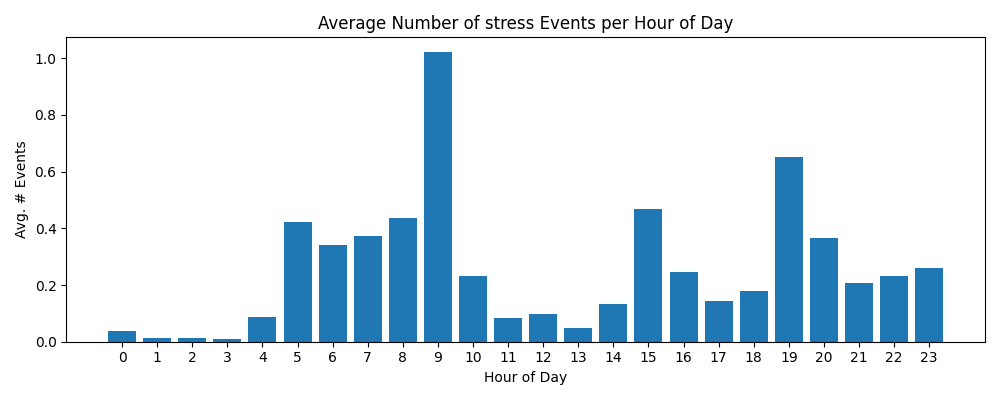 Average Number of stress Events per Hour of Day
Avg. # Events
1.0
0.8
0.6
0.4
0.2
0.0
0 1 2 3 4 5 6 7 8 9 10 11 12 13 14 15 16 17 18 19 20 21 22 23
Hour of Day